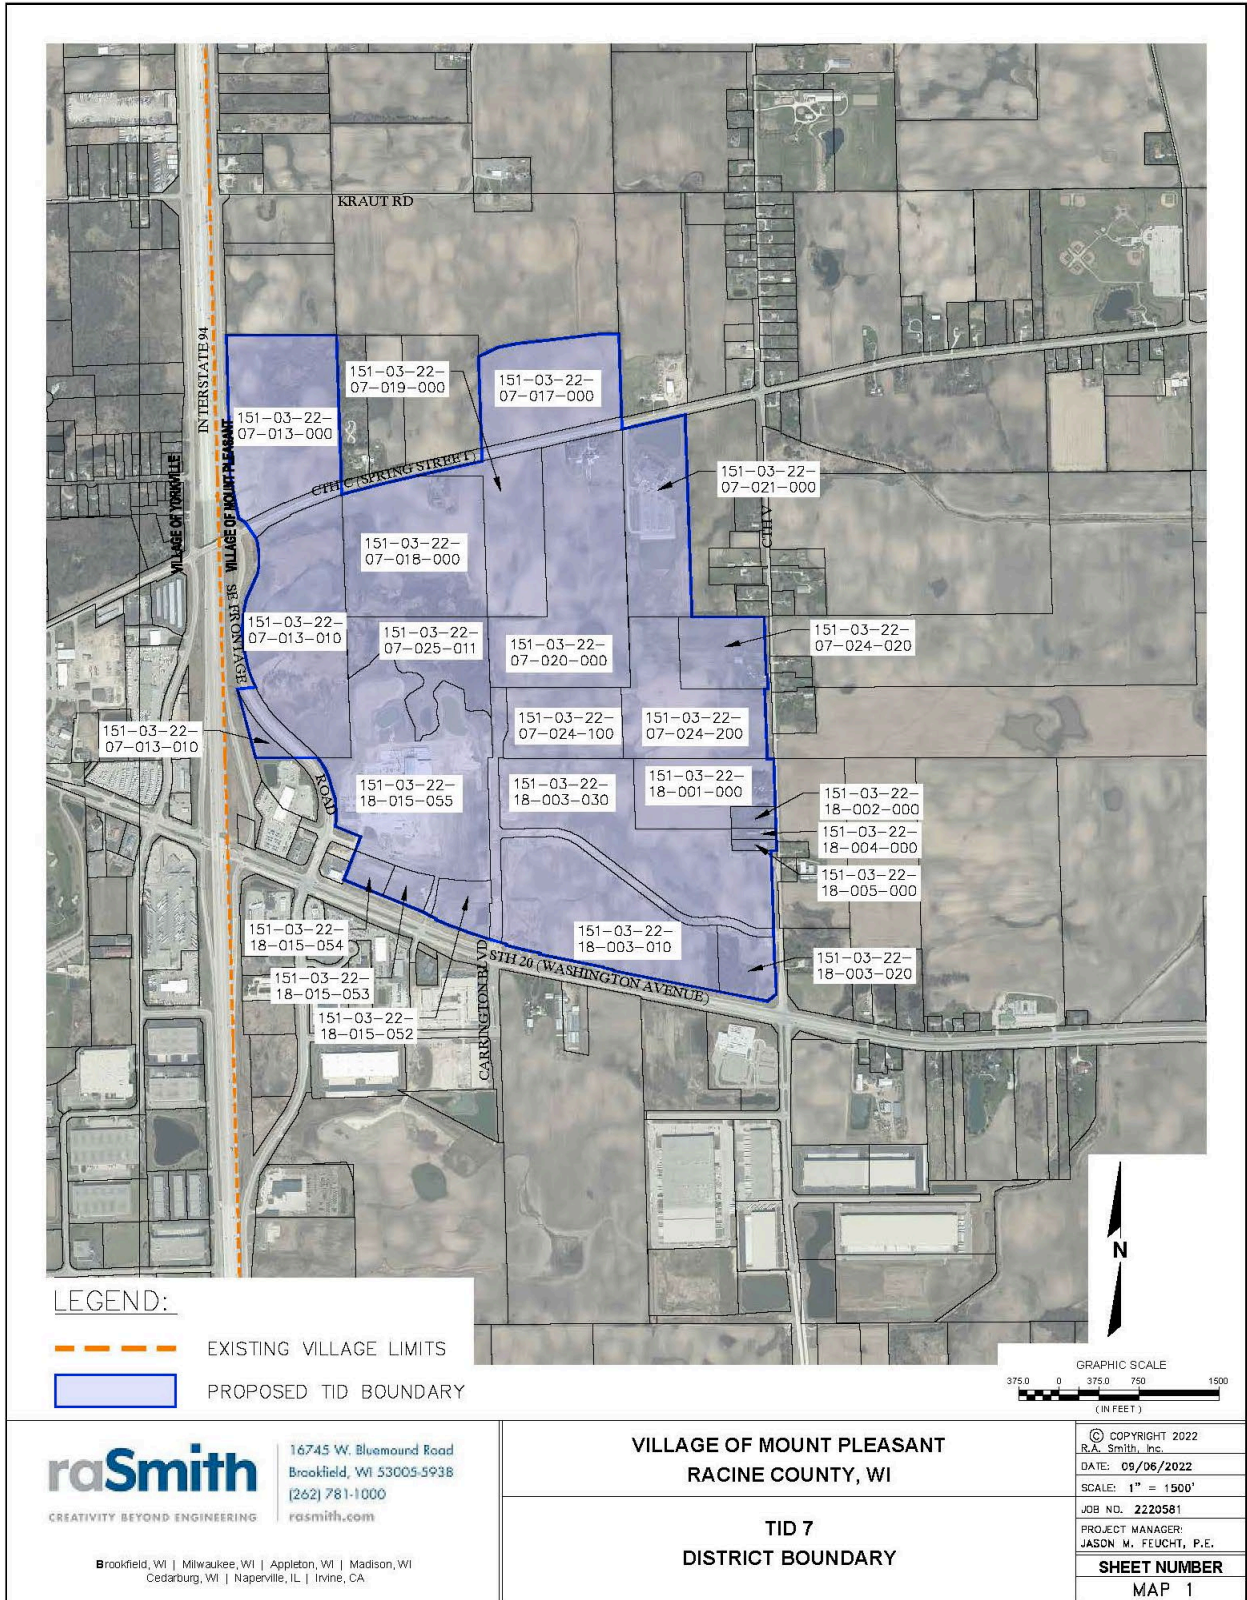 KRAUT RD
INTERSTATE 94
VILLAGE OF YORKVILLE
VILLAGE OF MOUNT PLEASANT
151-03-22-
07-019-000
151-03-22-
07-017-000
151-03-22-
07-013-000
CTH C (SPRING STREET)
151-03-22-
07-021-000
CTH V
151-03-22-
07-018-000
SE FRONTAGE
ROAD
151-03-22-
07-013-010
151-03-22-
07-025-011
151-03-22-
07-020-000
151-03-22-
07-024-020
151-03-22-
07-013-010
151-03-22-
07-024-100
151-03-22-
07-024-200
151-03-22-
18-015-055
151-03-22-
18-003-030
151-03-22-
18-001-000
151-03-22-
18-002-000
151-03-22-
18-004-000
151-03-22-
18-005-000
151-03-22-
18-015-054
151-03-22-
18-003-010
151-03-22-
18-003-020
151-03-22-
18-015-053
151-03-22-
18-015-052
CARRINGTON BLVD
STH 20 (WASHINGTON AVENUE)
N
LEGEND:
EXISTING VILLAGE LIMITS
PROPOSED TID BOUNDARY
GRAPHIC SCALE
375.0 0 375.0 750 1500
( IN FEET )
raSmith
CREATIVITY BEYOND ENGINEERING
16745 W. Bluemound Road
Brookfield, WI 53005-5938
(262) 781-1000
rasmith.com
Brookfield, WI | Milwaukee, WI | Appleton, WI | Madison, WI
Cedarburg, WI | Naperville, IL | Irvine, CA
VILLAGE OF MOUNT PLEASANT
RACINE COUNTY, WI
TID 7
DISTRICT BOUNDARY
© COPYRIGHT 2022
R.A. Smith, Inc.
DATE: 09/06/2022
SCALE: 1" = 1500'
JOB NO. 2220581
PROJECT MANAGER:
JASON M. FEUCHT, P.E.
SHEET NUMBER
MAP 1